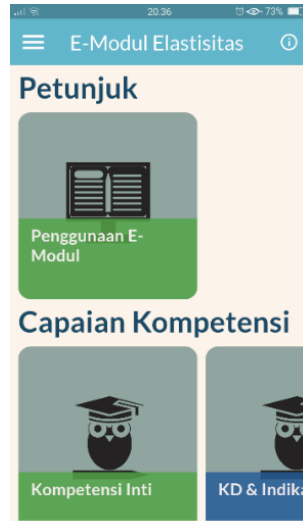 20.36 73%
E-Modul Elastisitas
Petunjuk
Penggunaan E-
Modul
Capaian Kompetensi
Kompetensi Inti
KD & Indika